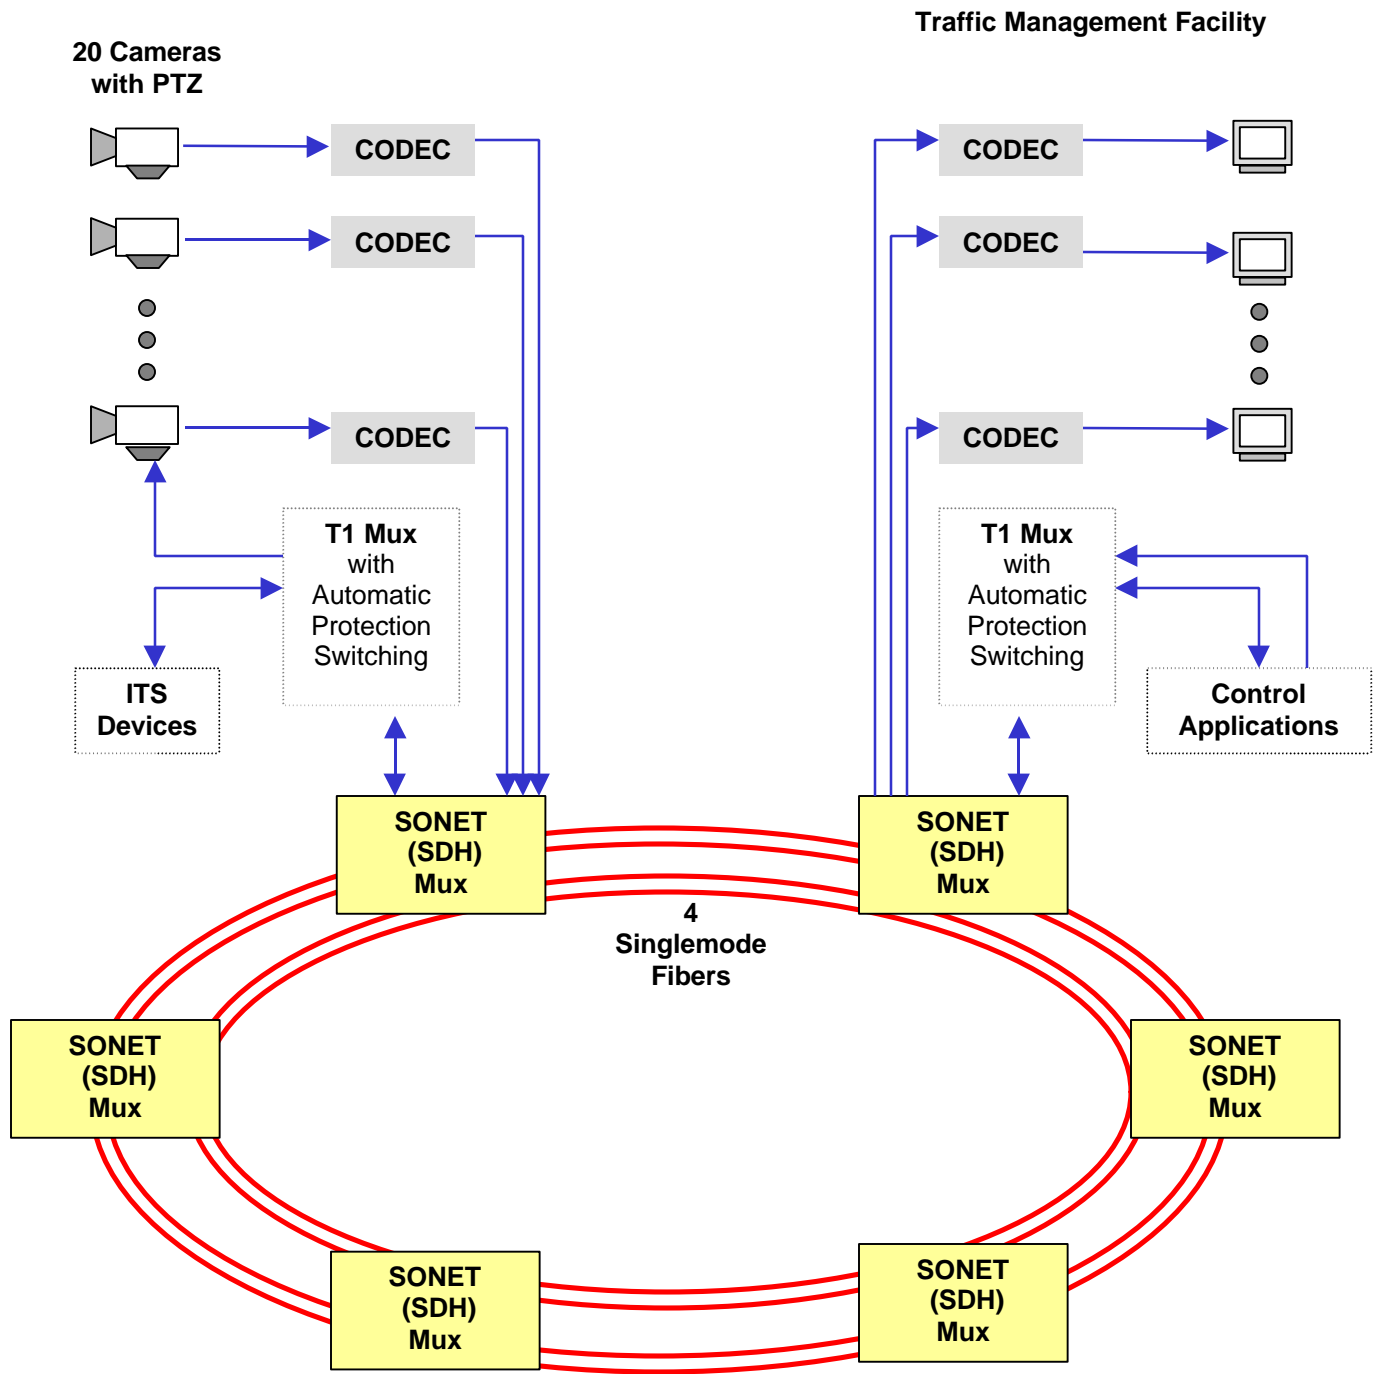 Traffic Management Facility
20 Cameras
with PTZ
CODEC
CODEC
CODEC
CODEC
CODEC
CODEC
T1 Mux
with
Automatic
Protection
Switching
T1 Mux
with
Automatic
Protection
Switching
ITS
Devices
Control
Applications
SONET
(SDH)
Mux
SONET
(SDH)
Mux
4
Singlemode
Fibers
SONET
(SDH)
Mux
SONET
(SDH)
Mux
SONET
(SDH)
Mux
SONET
(SDH)
Mux